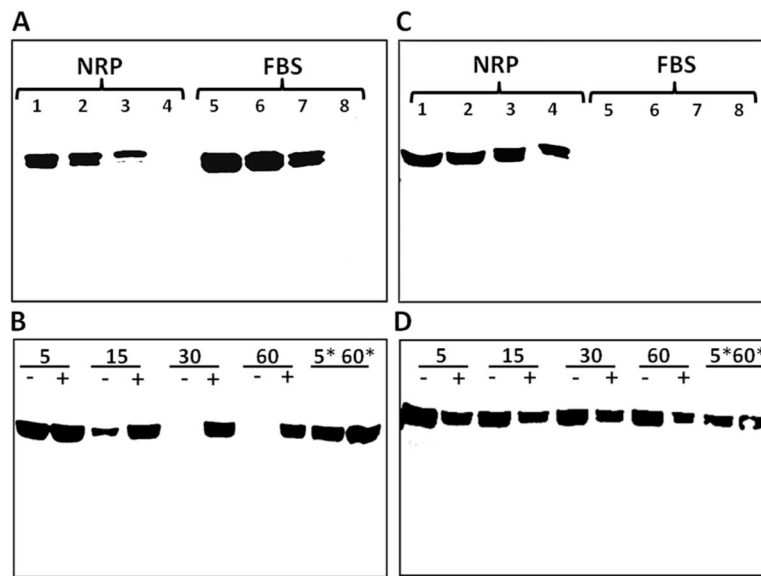 A
NRP FBS
1 2 3 4 5 6 7 8
C
NRP FBS
1 2 3 4 5 6 7 8
B
5 15 30 60 5* 60*
- + - + - + - +
D
5 15 30 60 5* 60*
- + - + - + - +